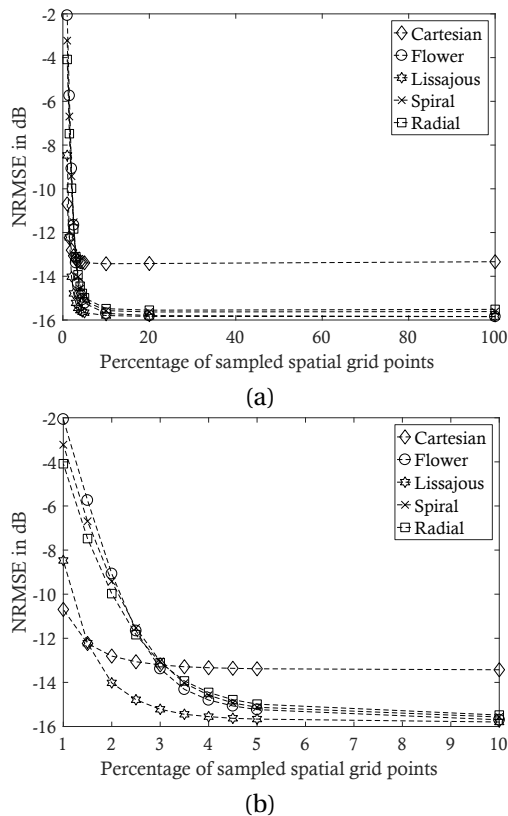 -2
-4
-6
-8
-10
-12
-14
-16
NRMSE in dB
0 20 40 60 80 100
Percentage of sampled spatial grid points
Cartesian
Flower
Lissajous
Spiral
Radial
(a)
-2
-4
-6
-8
-10
-12
-14
-16
NRMSE in dB
1 2 3 4 5 6 7 8 9 10
Percentage of sampled spatial grid points
Cartesian
Flower
Lissajous
Spiral
Radial
(b)